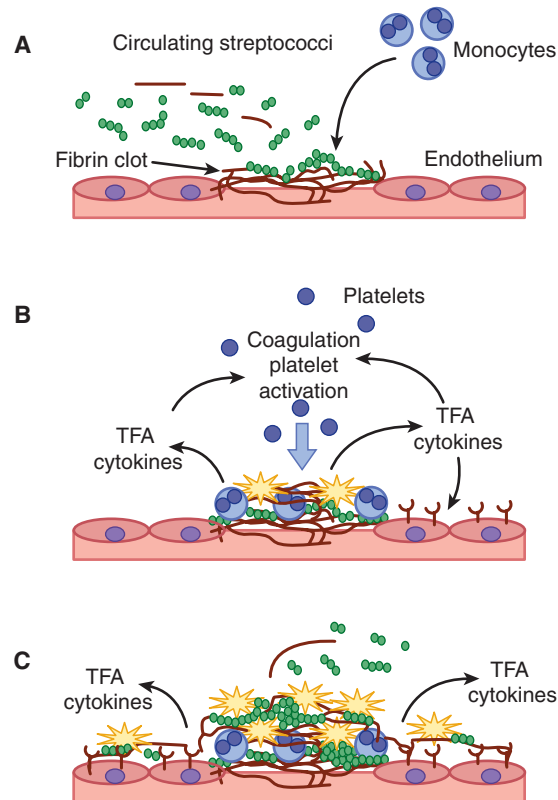 A
Circulating streptococci
Monocytes
Fibrin clot
Endothelium
B
Platelets
Coagulation
platelet
activation
TFA
cytokines
TFA
cytokines
C
TFA
cytokines
TFA
cytokines